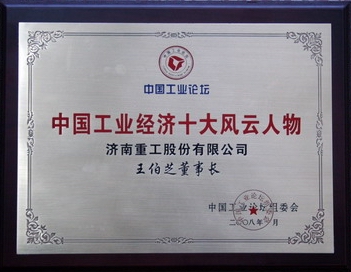 中国工业论坛
中国工业经济十大风云人物
济南重工股份有限公司
王伯芝董事长
中国工业论坛组委会
二〇〇八年 月